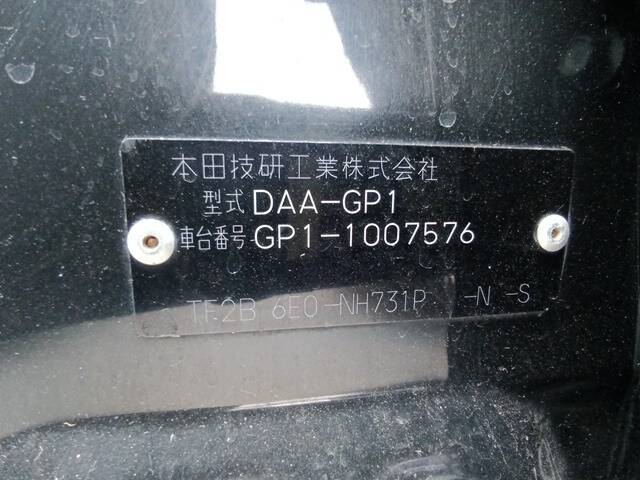 本田技研工業株式会社
型式 DAA-GP1
車台番号 GP1-1007576
TF2B 6E0-NH731P -N -S